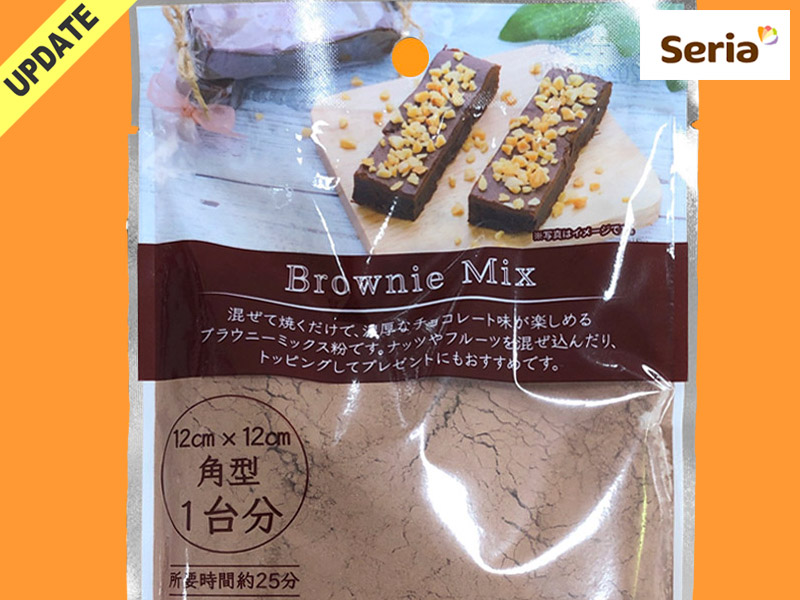 UPDATE
Seria
※写真はイメージです。
Brownie Mix
混ぜて焼くだけで、濃厚なチョコレート味が楽しめる
ブラウニーミックス粉です。ナッツやフルーツを混ぜ込んだり、
トッピングしてプレゼントにもおすすめです。
12cm×12cm
角型
1台分
所要時間約25分